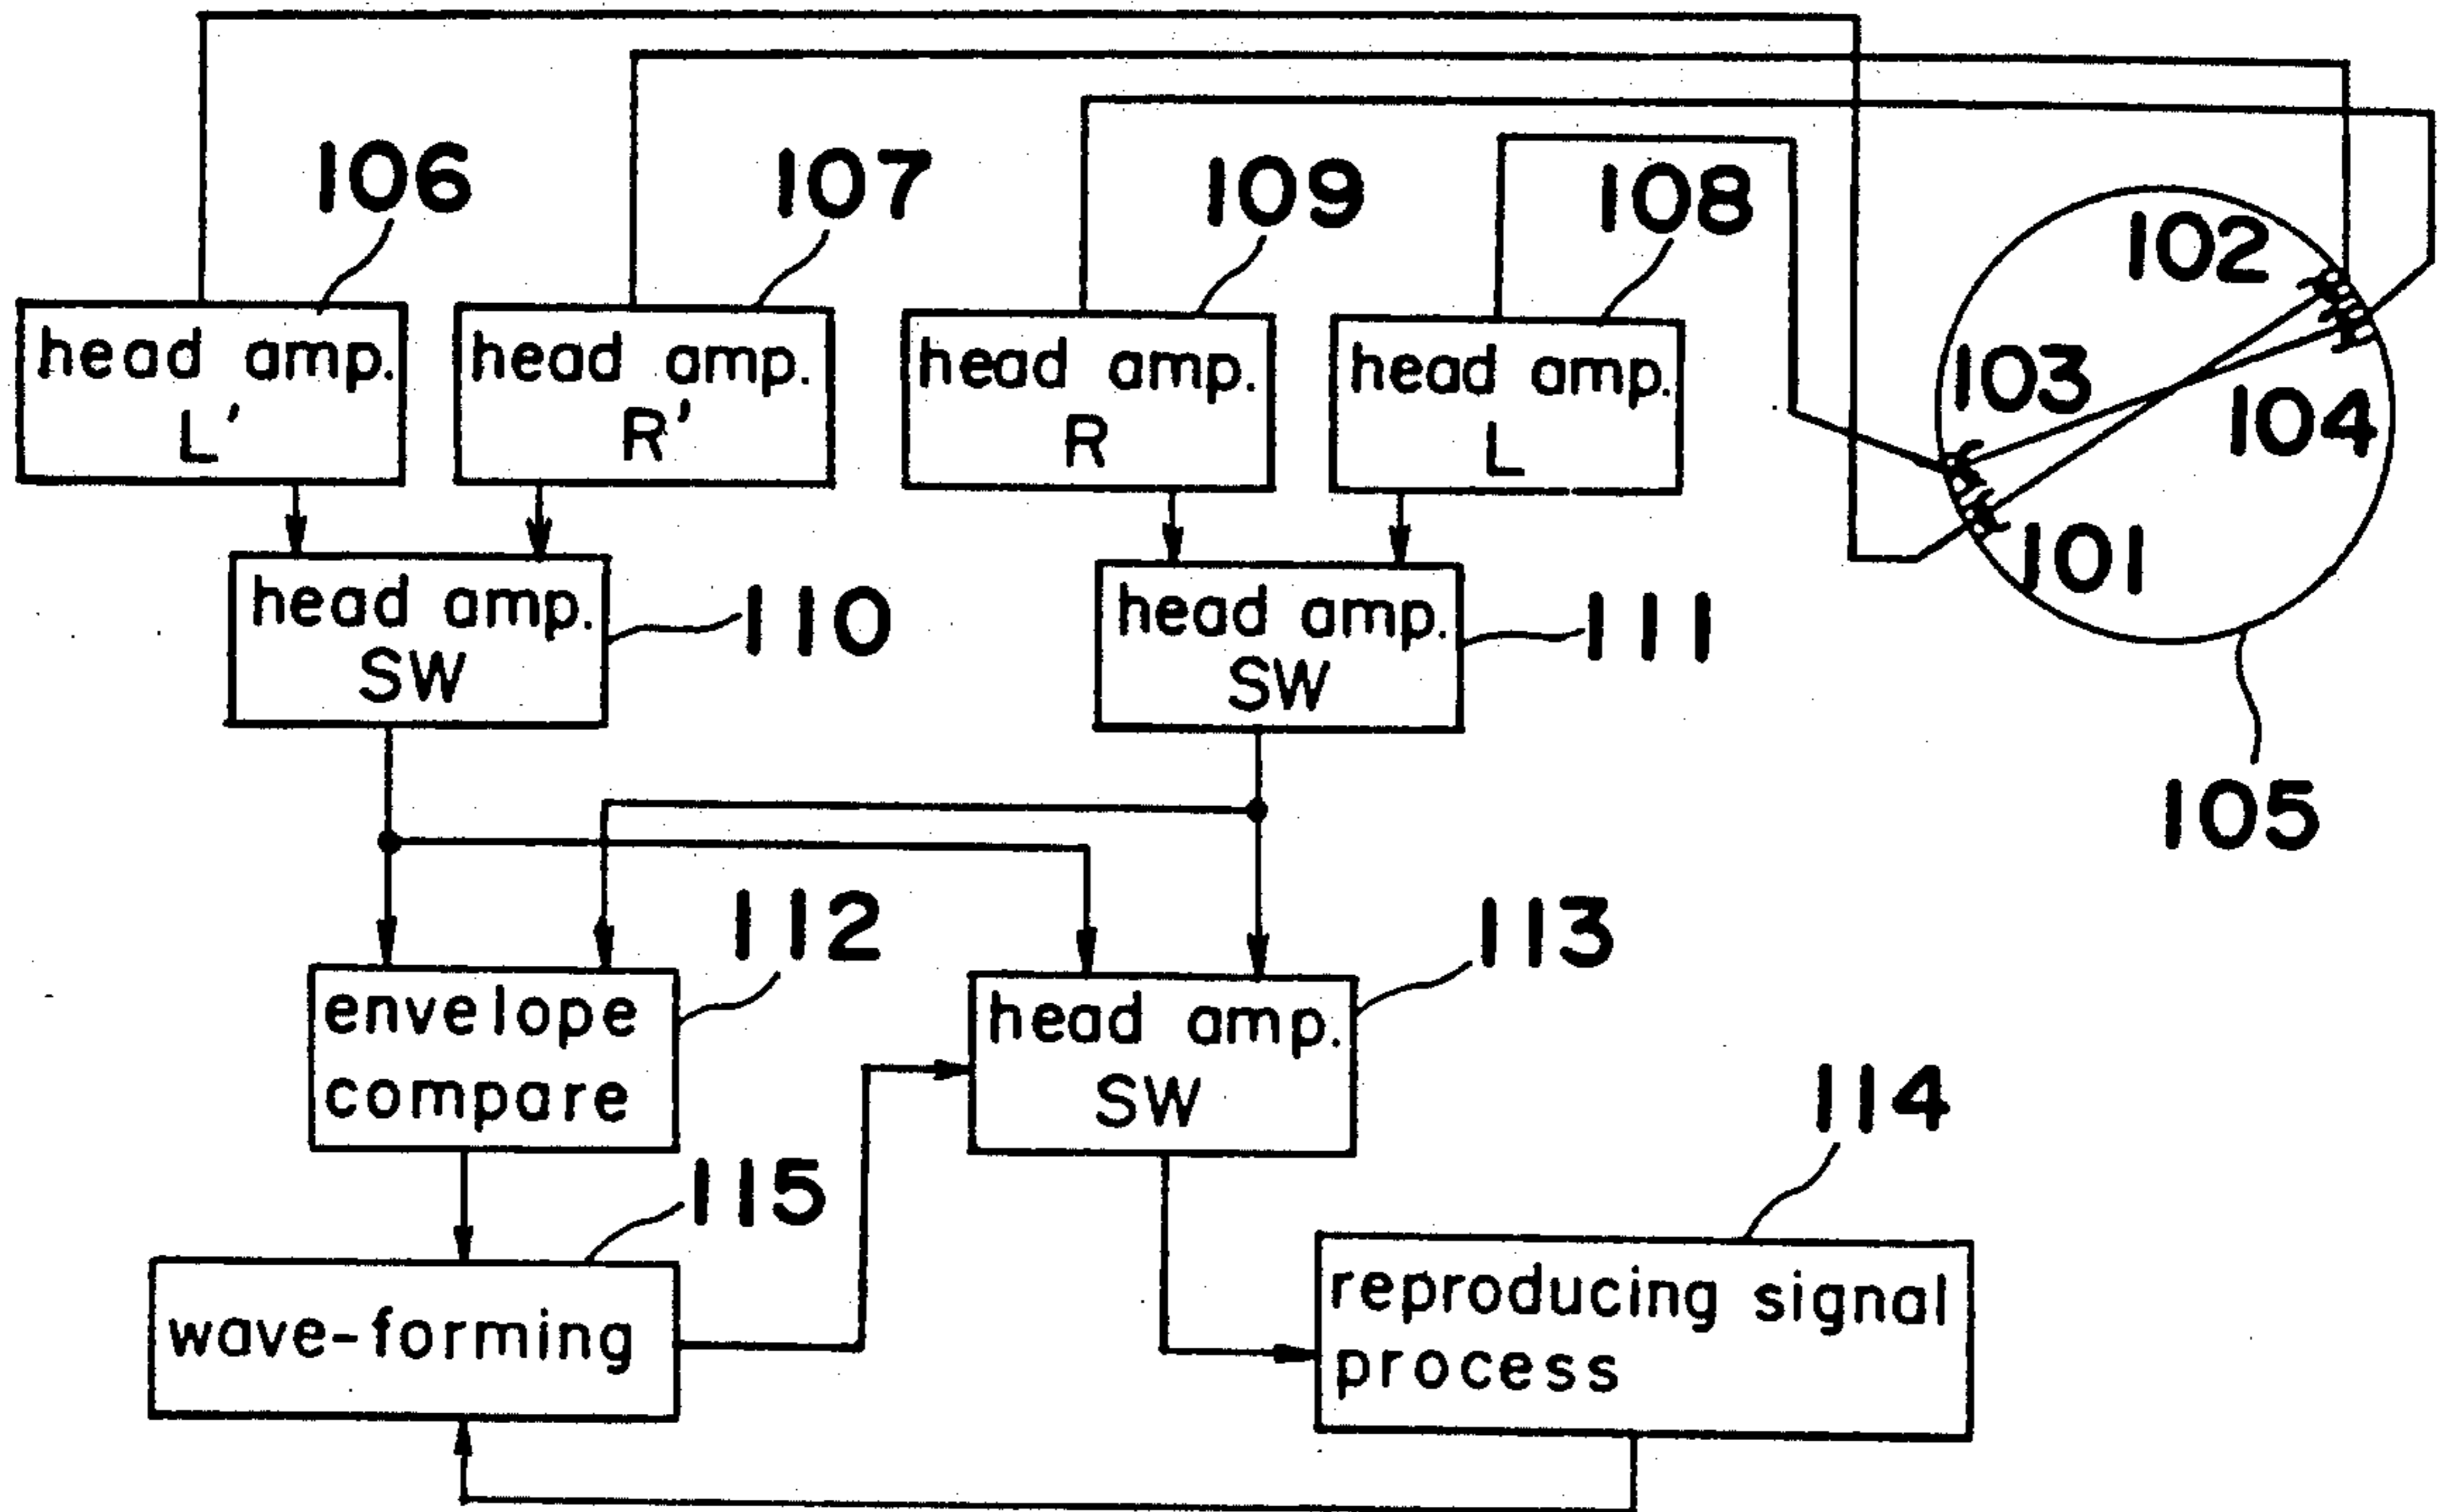 106
107
109
108
102
103
104
101
105
head amp.
L'
head amp.
R'
head amp.
R
head amp.
L
head amp.
SW
110
head amp.
SW
111
112
113
envelope
compare
head amp.
SW
114
115
wave-forming
reproducing signal
process